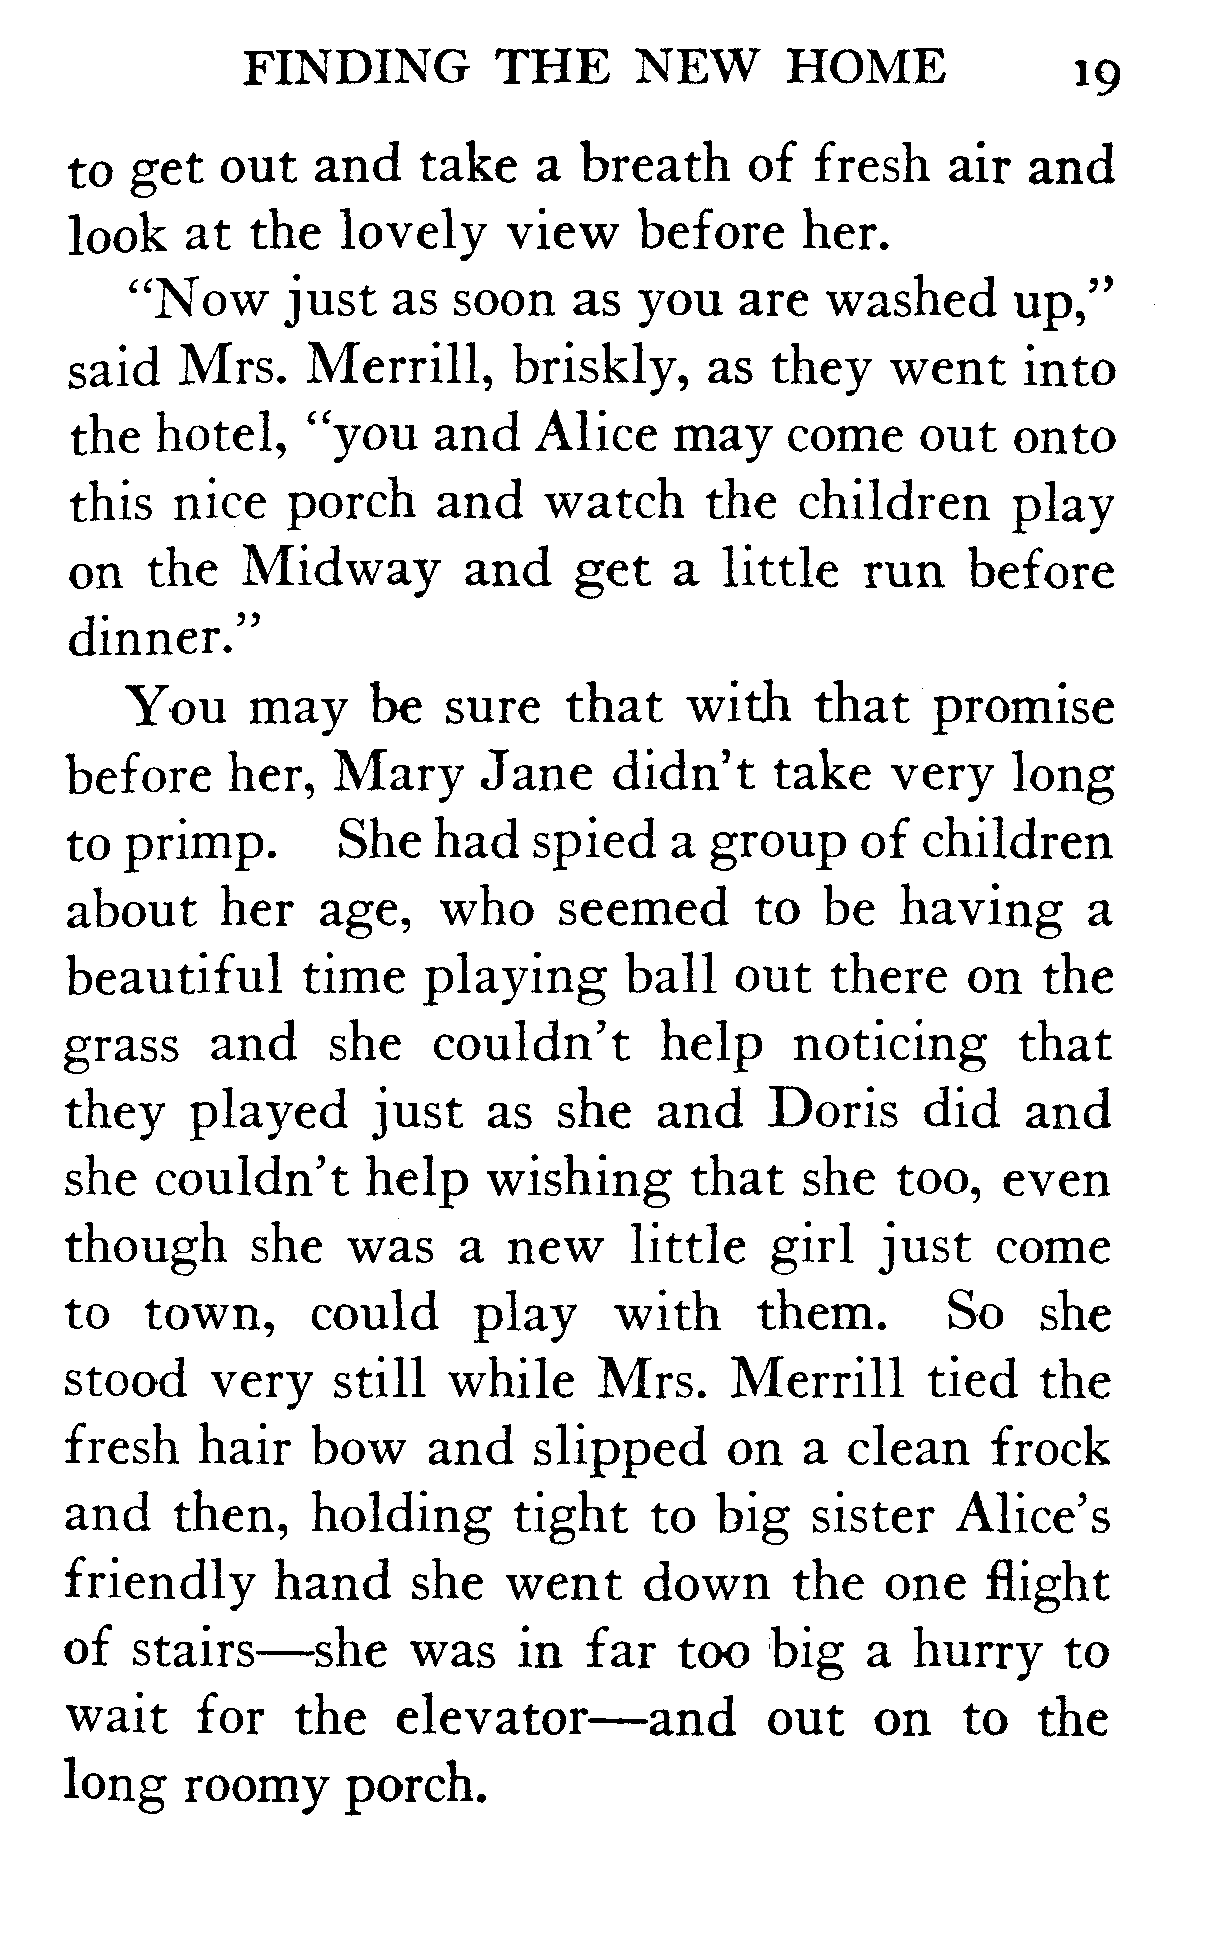 FINDING THE NEW HOME 19
to get out and take a breath of fresh air and
look at the lovely view before her.
“Now just as soon as you are washed up,”
said Mrs. Merrill, briskly, as they went into
the hotel, “you and Alice may come out onto
this nice porch and watch the children play
on the Midway and get a little run before
dinner.”
You may be sure that with that promise
before her, Mary Jane didn’t take very long
to primp. She had spied a group of children
about her age, who seemed to be having a
beautiful time playing ball out there on the
grass and she couldn’t help noticing that
they played just as she and Doris did and
she couldn’t help wishing that she too, even
though she was a new little girl just come
to town, could play with them. So she
stood very still while Mrs. Merrill tied the
fresh hair bow and slipped on a clean frock
and then, holding tight to big sister Alice’s
friendly hand she went down the one flight
of stairs—she was in far too big a hurry to
wait for the elevator—and out on to the
long roomy porch.